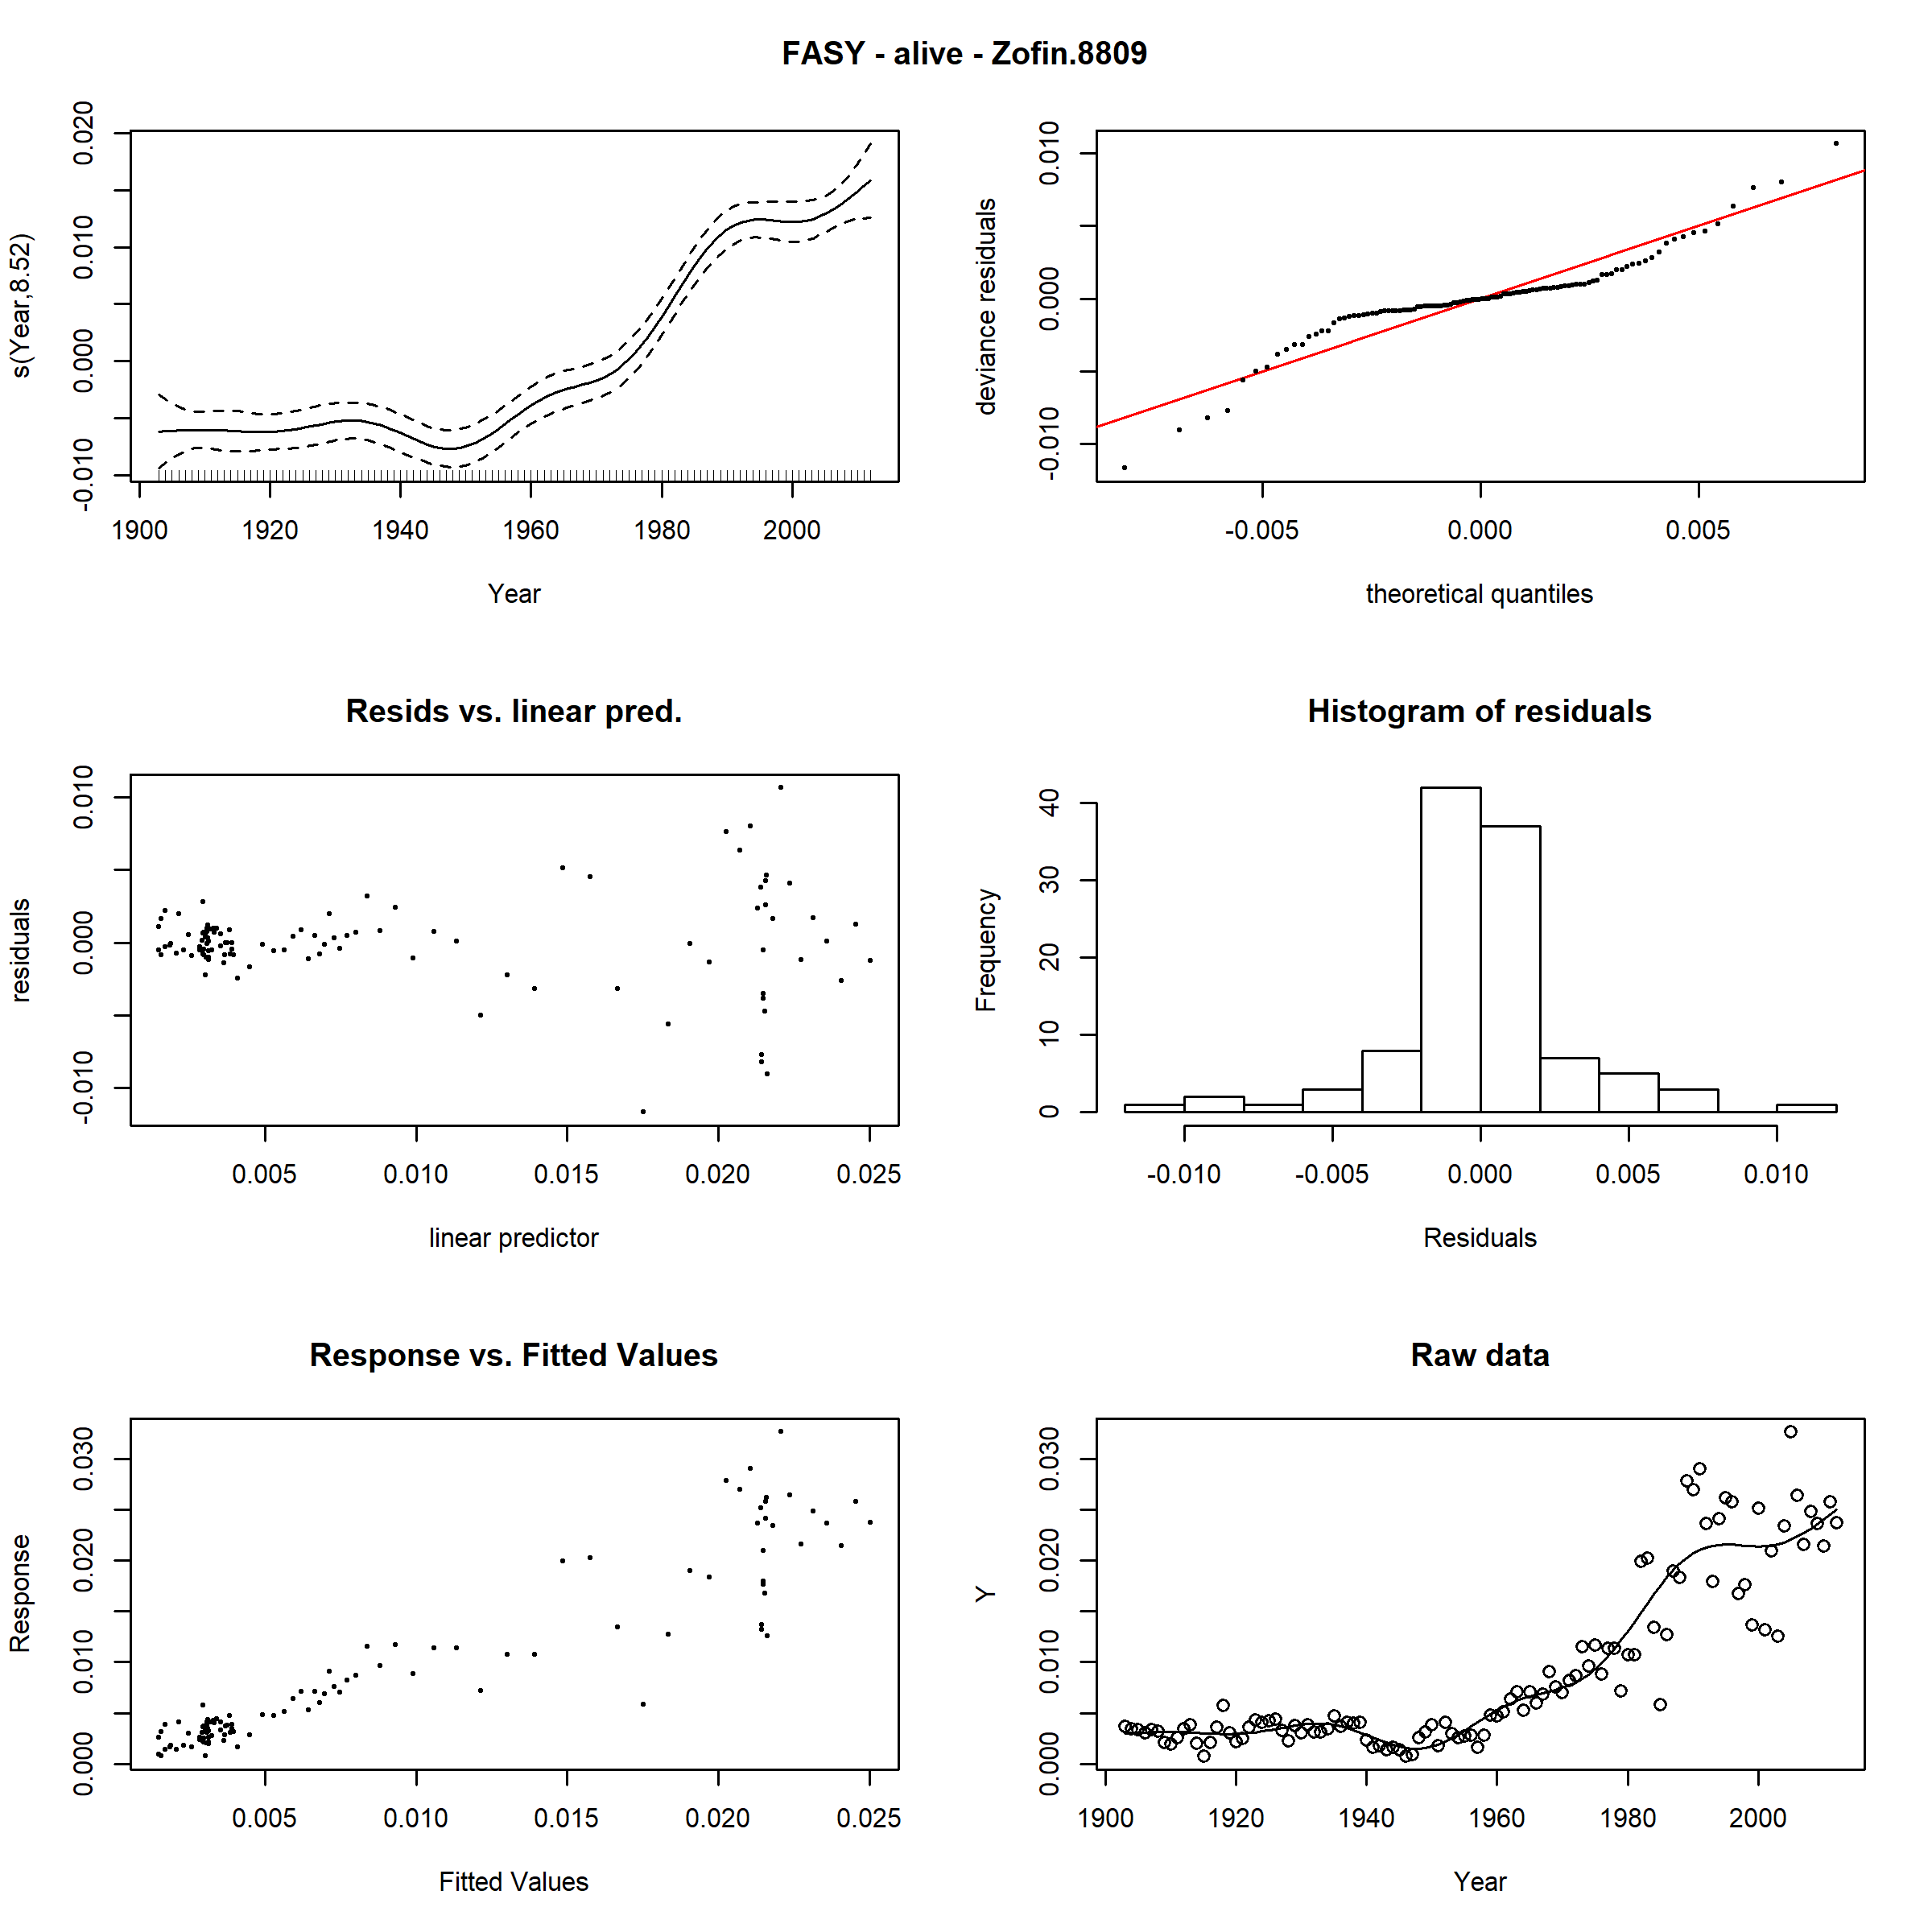 FASY - alive - Zofin.8809
s(Year,8.52)
-0.010 0.000 0.010 0.020
1900 1920 1940 1960 1980 2000
Year
deviance residuals
-0.010 0.000 0.010
-0.005 0.000 0.005
theoretical quantiles
Resids vs. linear pred.
residuals
-0.010 0.000 0.010
0.005 0.010 0.015 0.020 0.025
linear predictor
Histogram of residuals
Frequency
0 10 20 30 40
-0.010 -0.005 0.000 0.005 0.010
Residuals
Response vs. Fitted Values
Response
0.000 0.010 0.020 0.030
0.005 0.010 0.015 0.020 0.025
Fitted Values
Raw data
Y
0.000 0.010 0.020 0.030
1900 1920 1940 1960 1980 2000
Year